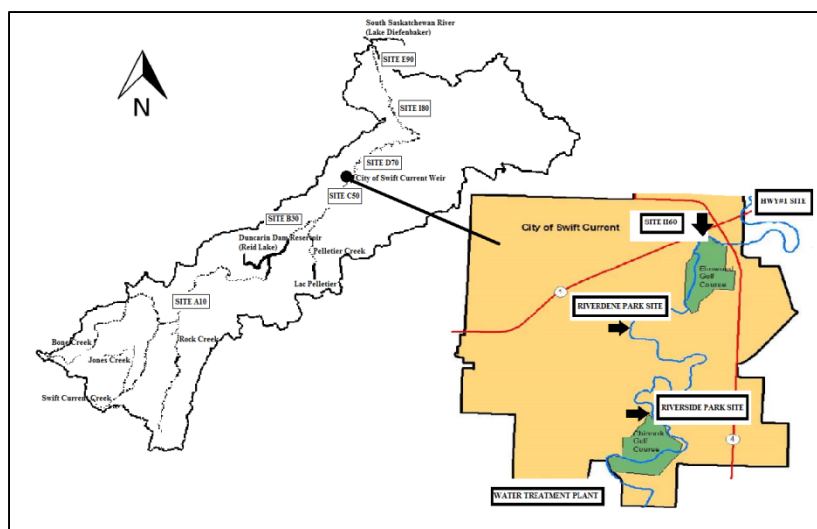 South Saskatchewan River
(Lake Diefenbaker)
SITE E90
N
SITE I80
SITE D70
City of Swift Current Weir
SITE C50
SITE B30
Duncarin Dam Reservoir
(Reid Lake)
Pelletier Creek
Lac Pelletier
SITE A10
Bone Creek
Jones Creek
Rock Creek
Swift Current Creek
HWY#1 SITE
SITE II60
City of Swift Current
Elmwood
Golf
Course
1
RIVERDENE PARK SITE
RIVERSIDE PARK SITE
Chinook
Golf
Course
4
WATER TREATMENT PLANT